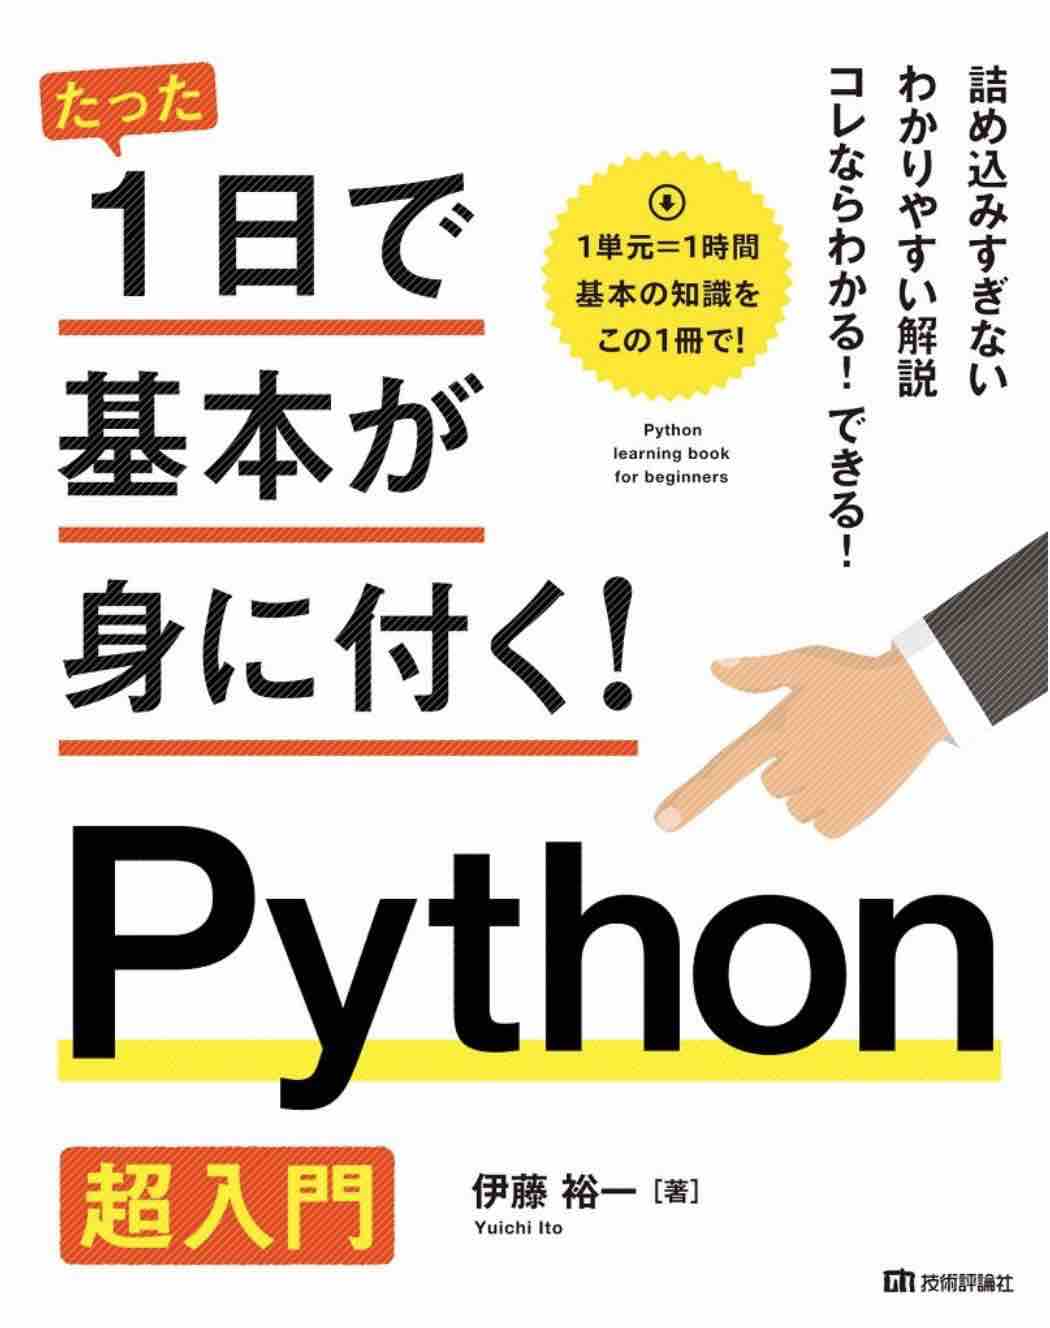 たった
1日で
基本が
身に付く!
Python
超入門
詰め込みすぎない
わかりやすい解説
コレならわかる!できる!
1単元=1時間
基本の知識を
この1冊で!
Python
learning book
for beginners
伊藤 裕一 [著]
Yuichi Ito
技術評論社